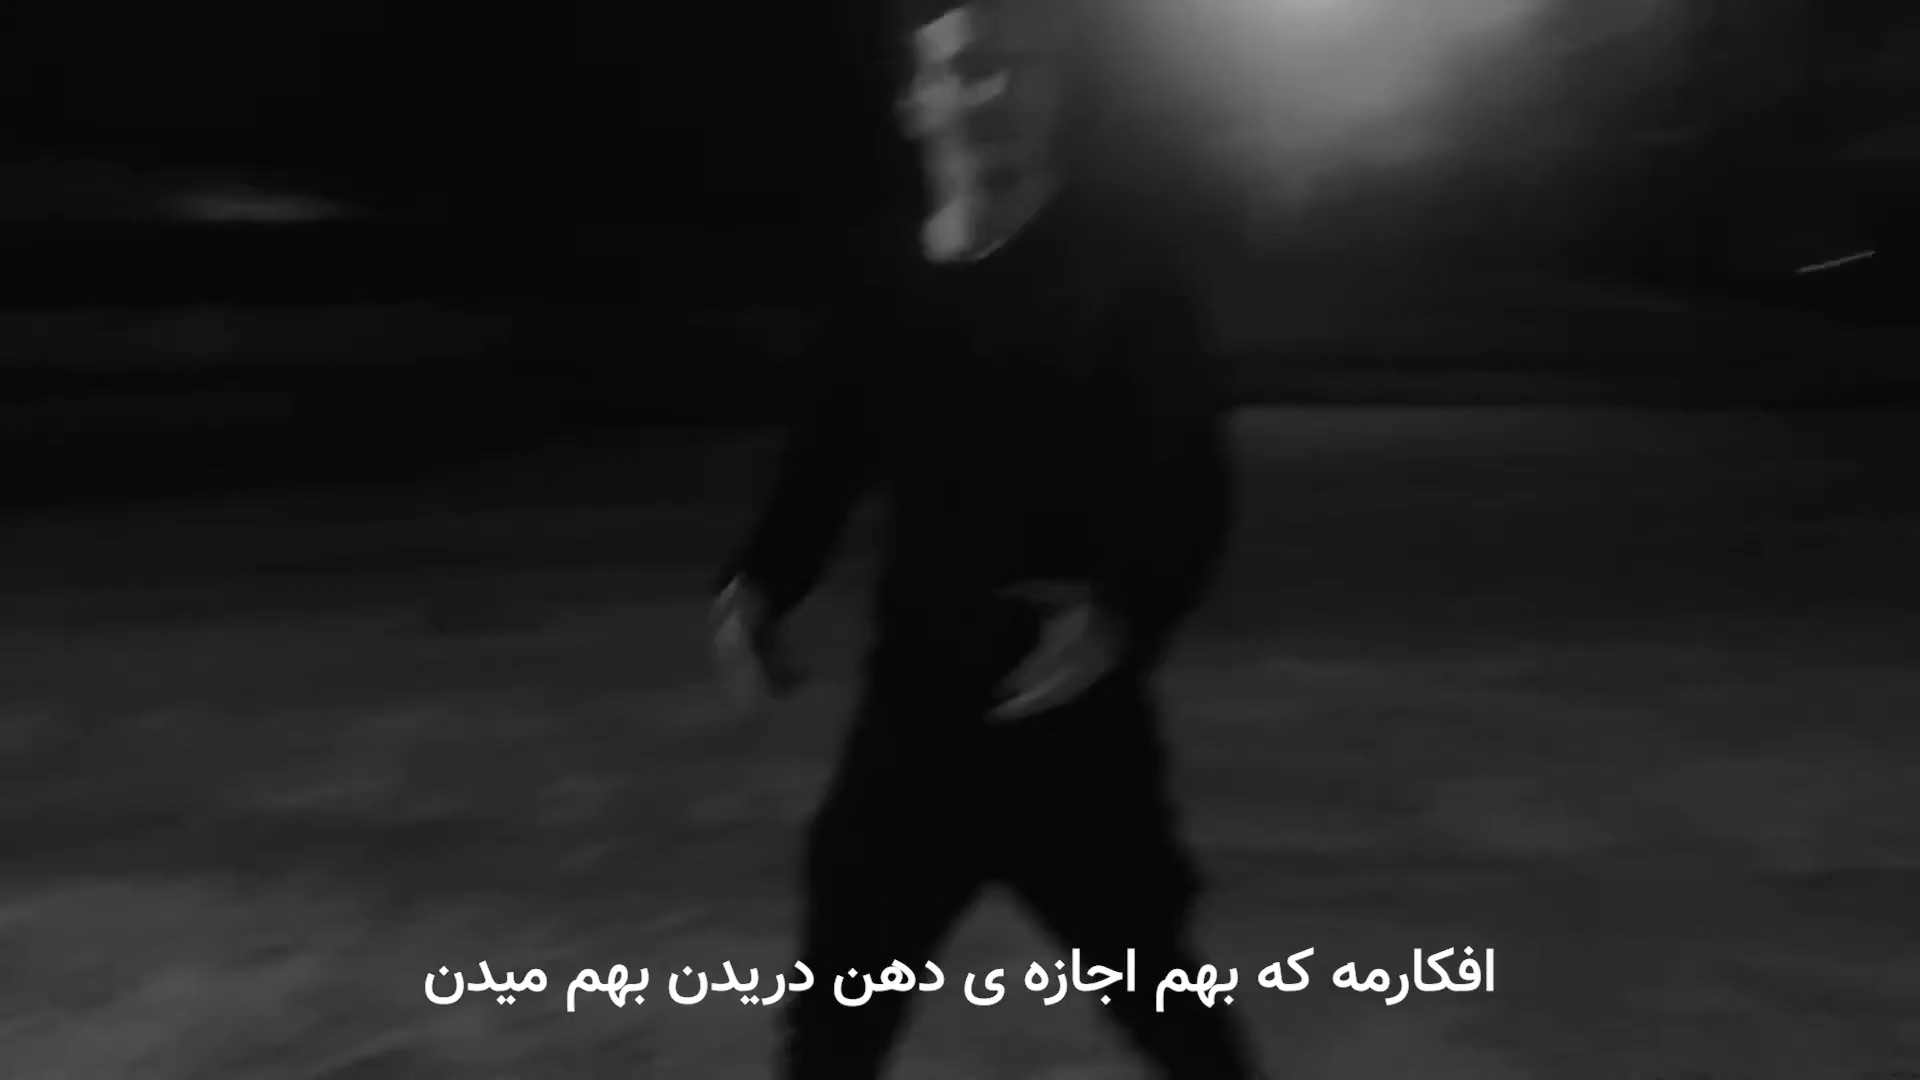 افکارمه که بهم اجازه ی دهن دریدن بهم میدن